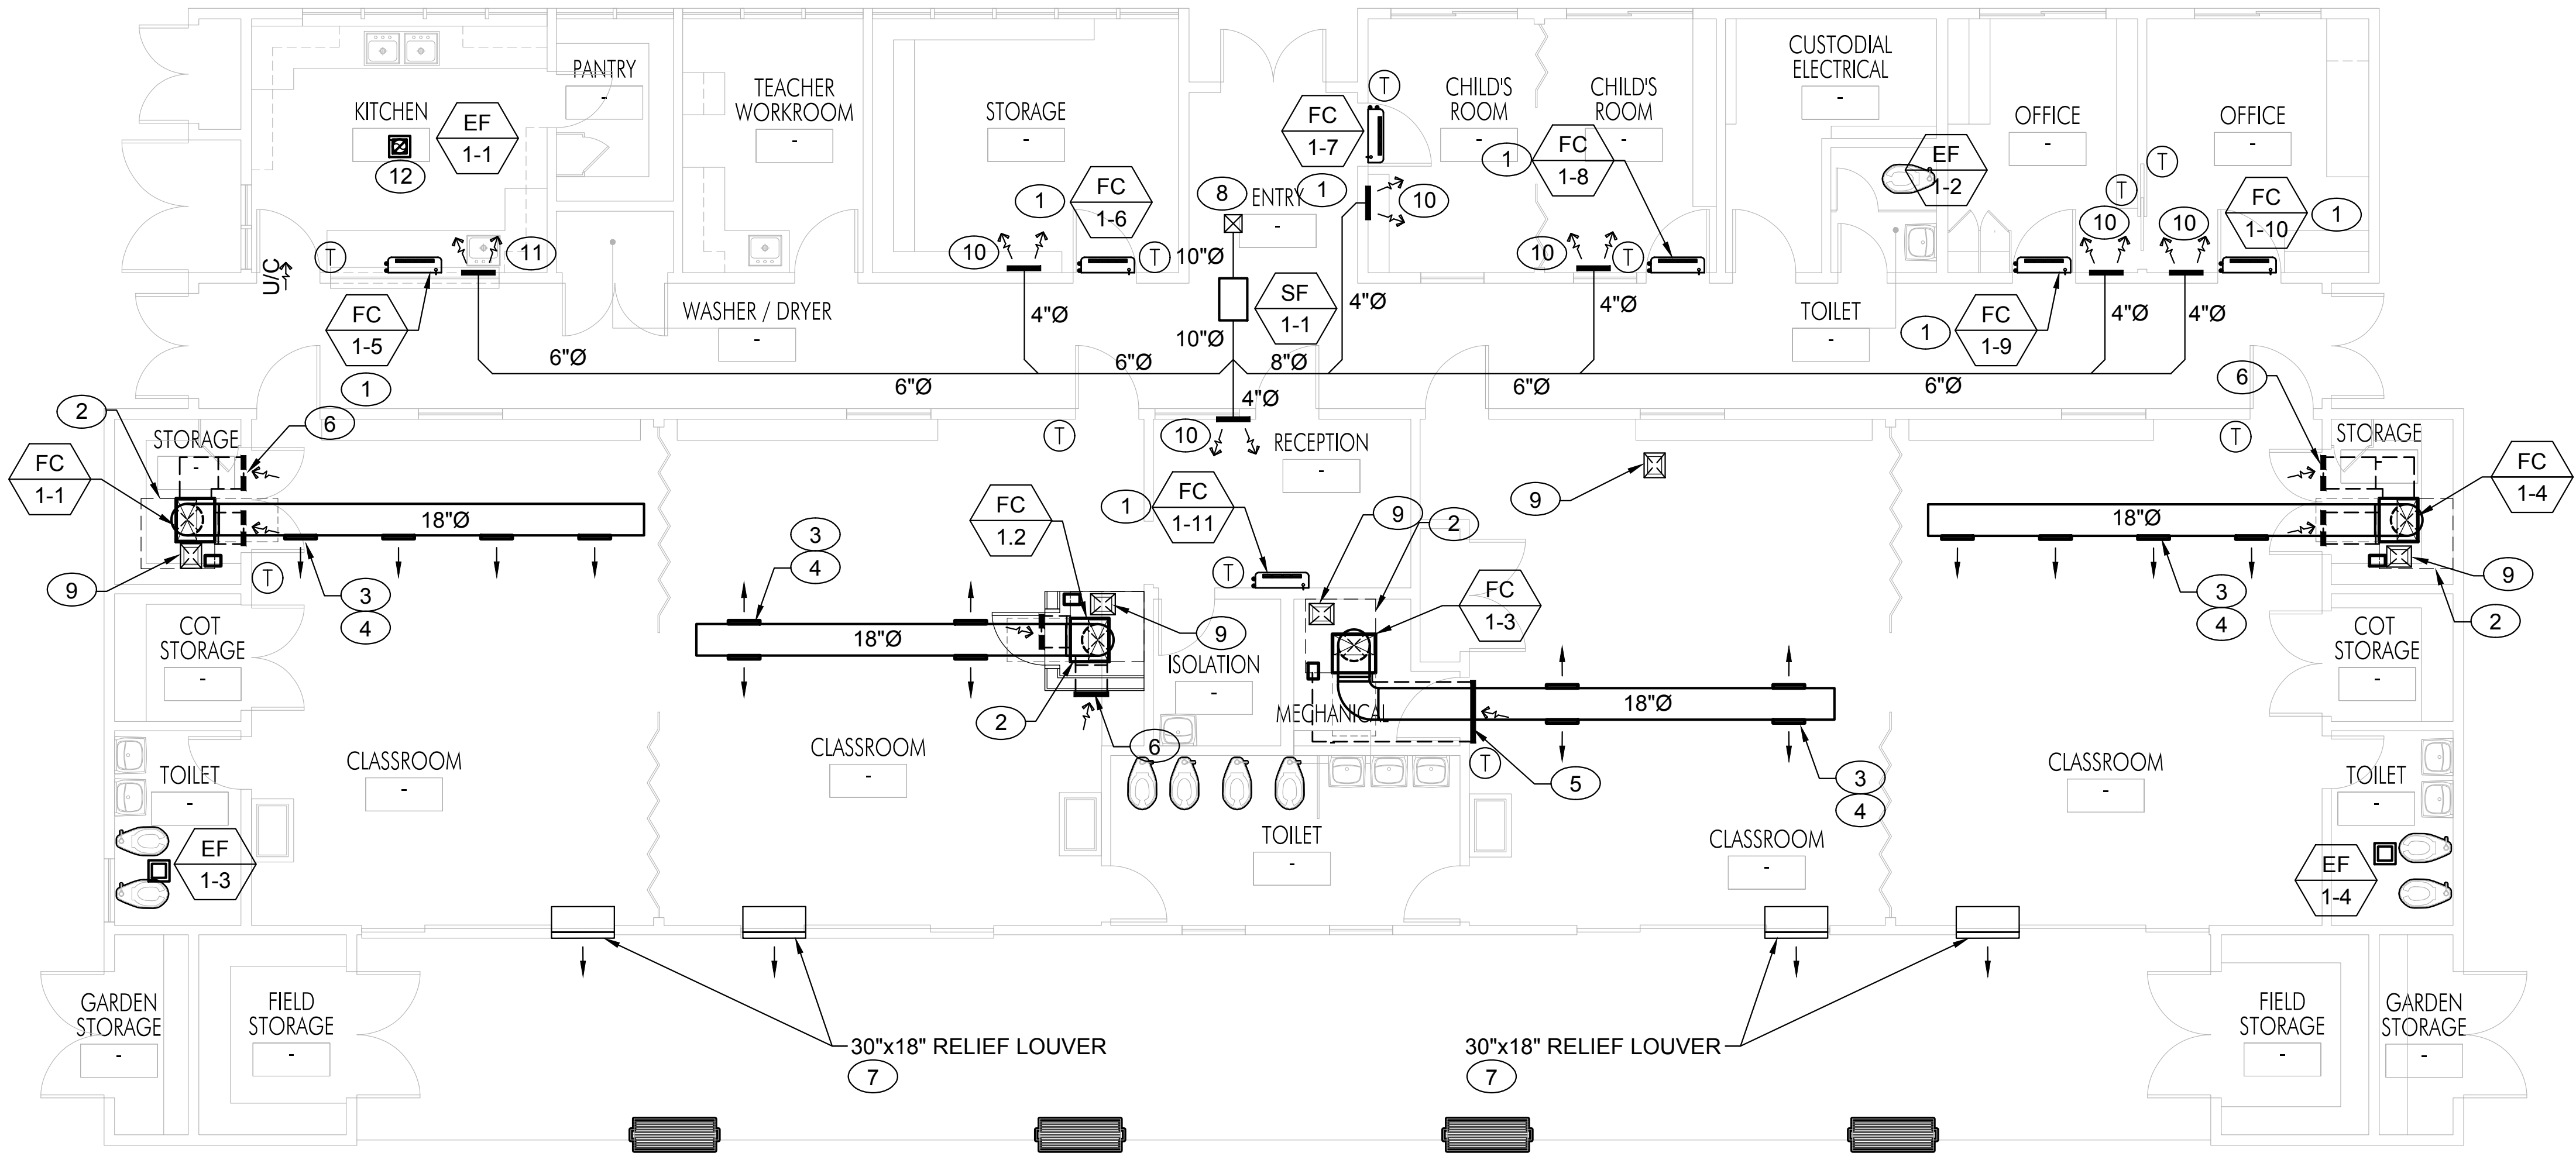 CUSTODIAL
ELECTRICAL
-
PANTRY
-
KITCHEN
EF
1-1
12
TEACHER
WORKROOM
-
STORAGE
-
T
FC
1-7
CHILD'S
ROOM
-
CHILD'S
ROOM
-
1
FC
1-8
OFFICE
-
OFFICE
-
EF
1-2
T
T
1
FC
1-6
8
ENTRY
-
1
10
FC
1-10
1
T
11
10
T
10"Ø
10
T
10
10
U/C
FC
1-5
1
WASHER / DRYER
-
4"Ø
SF
1-1
10"Ø
4"Ø
4"Ø
TOILET
-
1
FC
1-9
4"Ø
4"Ø
6"Ø
6"Ø
6"Ø
8"Ø
6"Ø
6"Ø
4"Ø
2
6
STORAGE
-
FC
1-1
18"Ø
9
T
3
4
T
10
RECEPTION
-
1
FC
1-11
T
9
2
9
6
T
STORAGE
FC
1-4
18"Ø
9
3
4
2
3
4
FC
1.2
18"Ø
9
2
6
FC
1-3
18"Ø
5
T
3
4
COT
STORAGE
-
ISOLATION
-
MECHANICAL
COT
STORAGE
-
TOILET
-
CLASSROOM
-
CLASSROOM
-
TOILET
-
CLASSROOM
-
CLASSROOM
-
TOILET
-
EF
1-3
EF
1-4
GARDEN
STORAGE
-
FIELD
STORAGE
-
30"x18" RELIEF LOUVER
7
30"x18" RELIEF LOUVER
7
FIELD
STORAGE
-
GARDEN
STORAGE
-